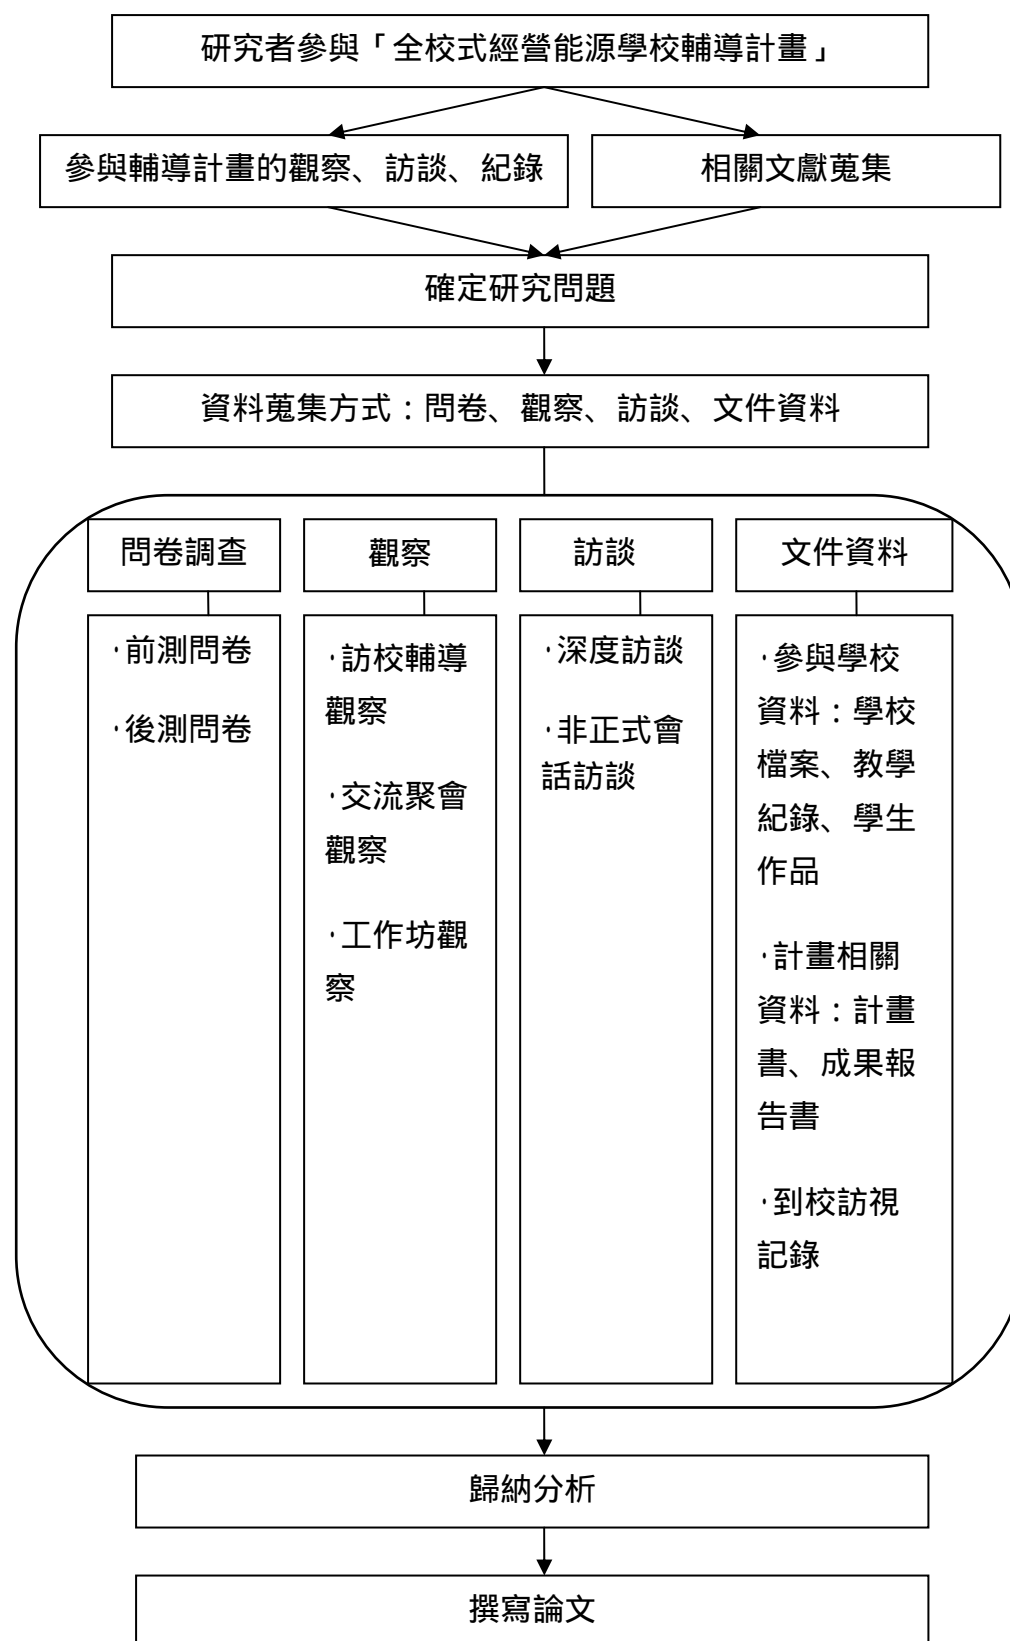 研究者參與「全校式經營能源學校輔導計畫」
參與輔導計畫的觀察、訪談、紀錄
相關文獻蒐集
確定研究問題
資料蒐集方式：問卷、觀察、訪談、文件資料
問卷調查
‧前測問卷
‧後測問卷
觀察
‧訪校輔導
觀察
‧交流聚會
觀察
‧工作坊觀
察
訪談
‧深度訪談
‧非正式會
話訪談
文件資料
‧參與學校
資料：學校
檔案、教學
紀錄、學生
作品
‧計畫相關
資料：計畫
書、成果報
告書
‧到校訪視
記錄
歸納分析
撰寫論文